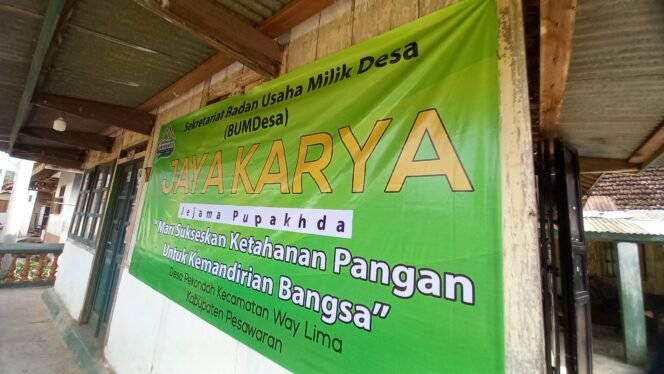 Sekretariat Badan Usaha Milik Desa
(BUMDesa)
JAYA KARYA
Jejama Pupakhda
"Mari Sukseskan Ketahanan Pangan
Untuk Kemandirian Bangsa"
Desa Pekondoh Kecamatan Way Lima
Kabupaten Pesawaran